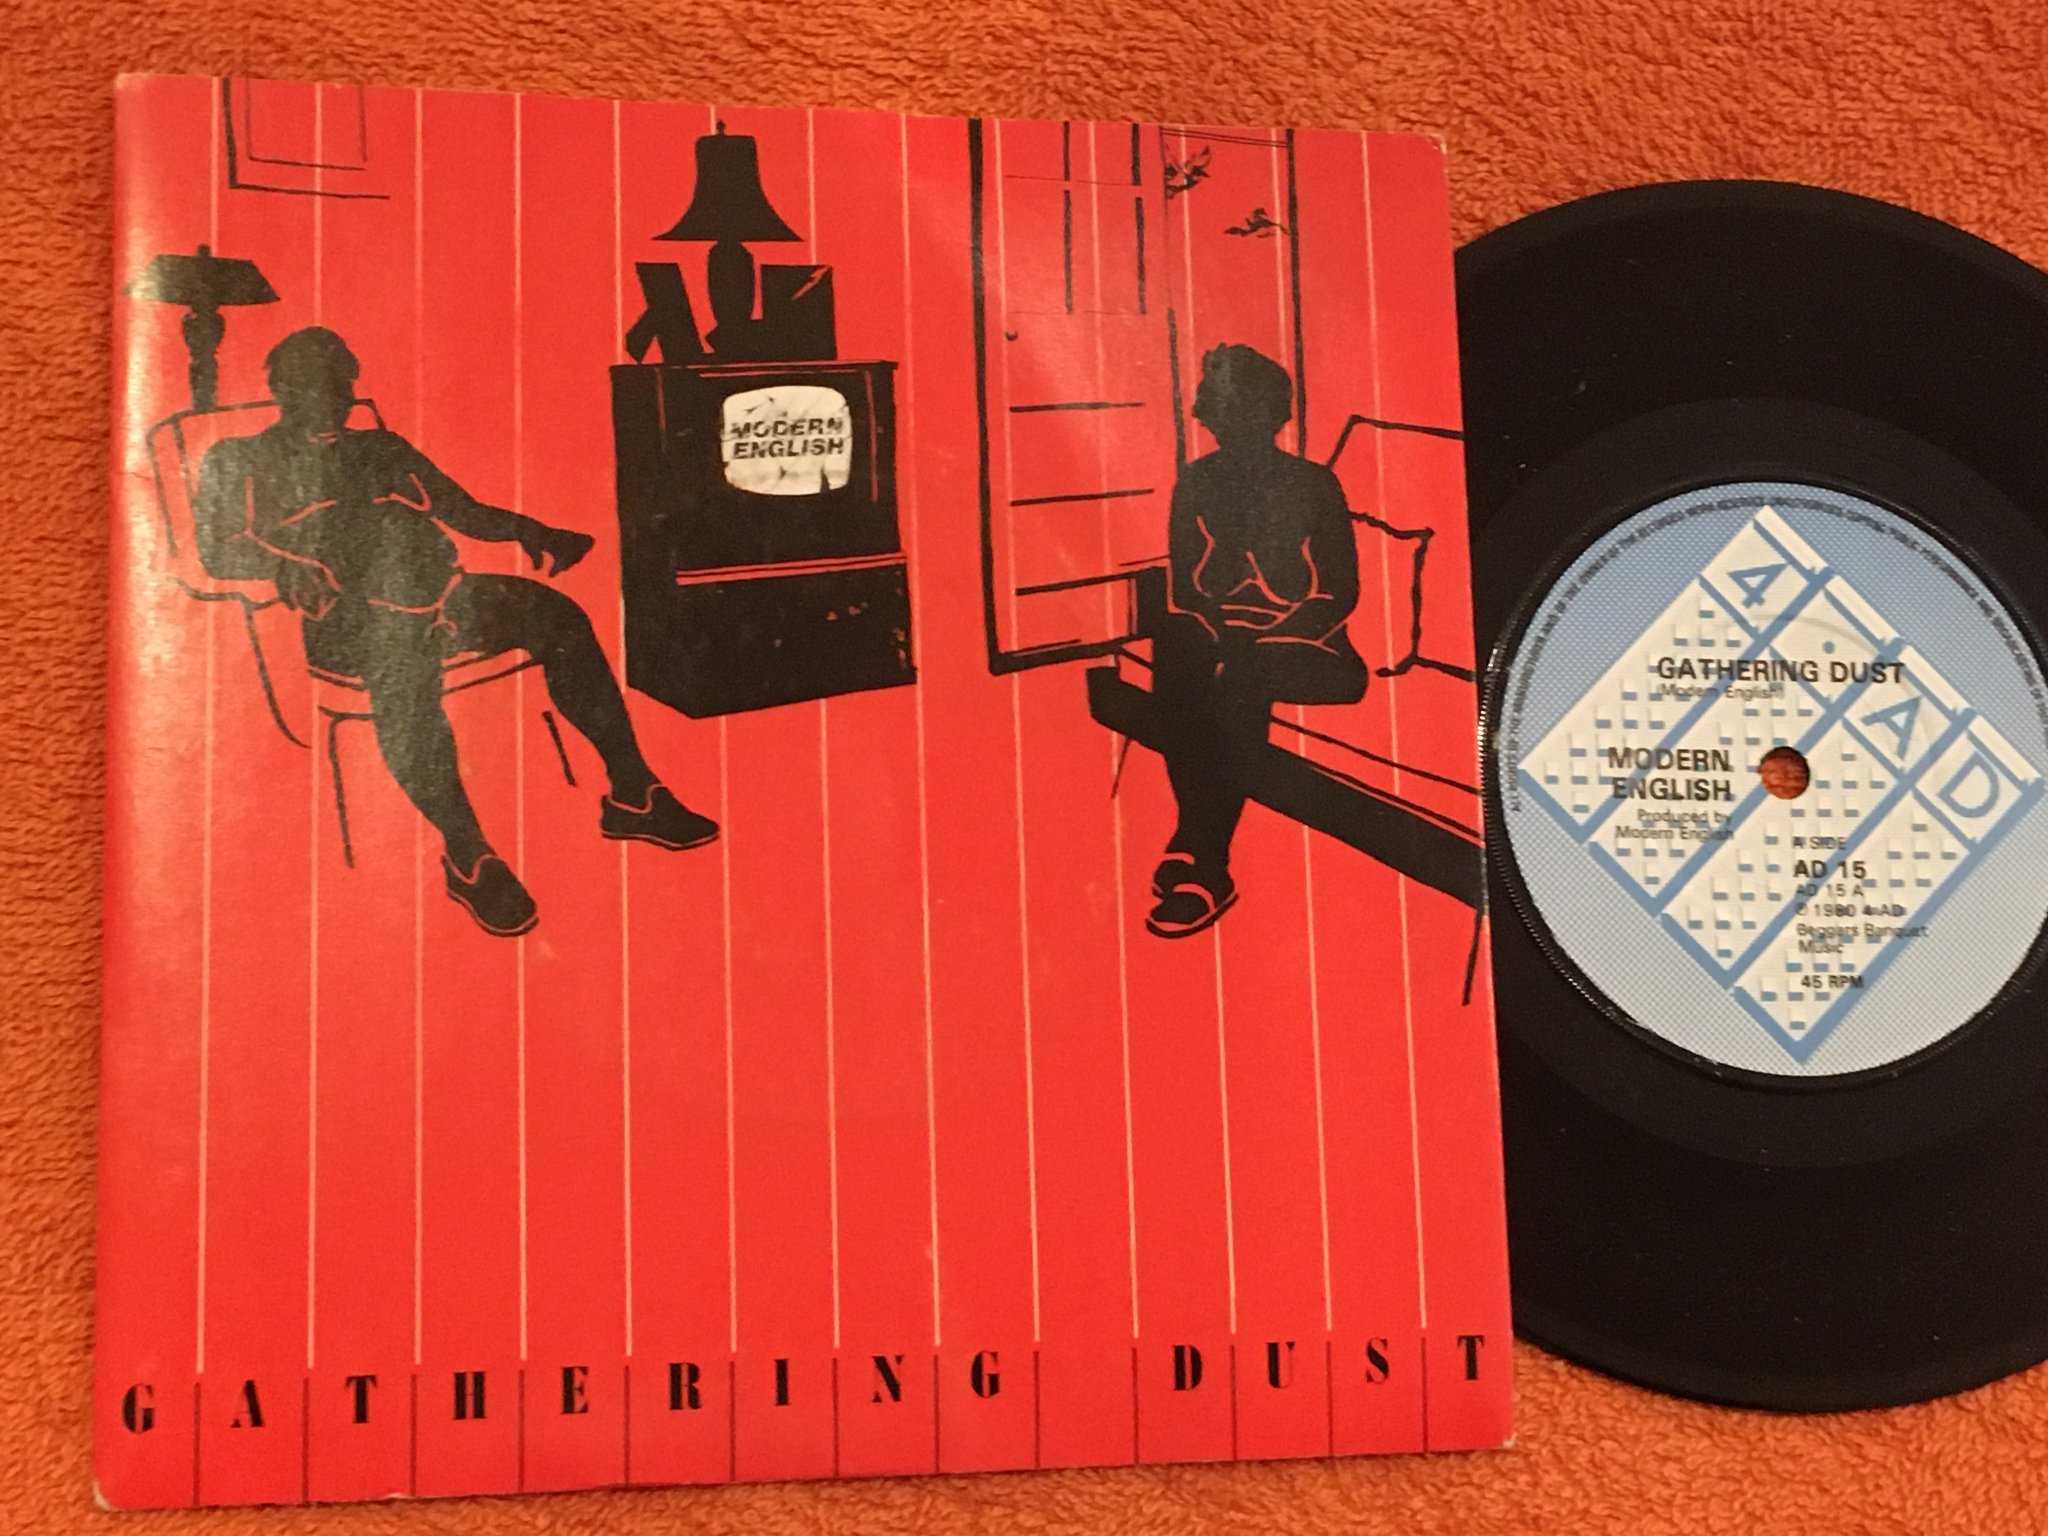 MODERN
ENGLISH
GATHERING DUST
4 A D
GATHERING DUST
(Modern English)
MODERN
ENGLISH
Produced by
Modern English
A SIDE
AD 15
AD 15 A
℗ 1980 4 AD
Beggars Banquet
Music
45 RPM